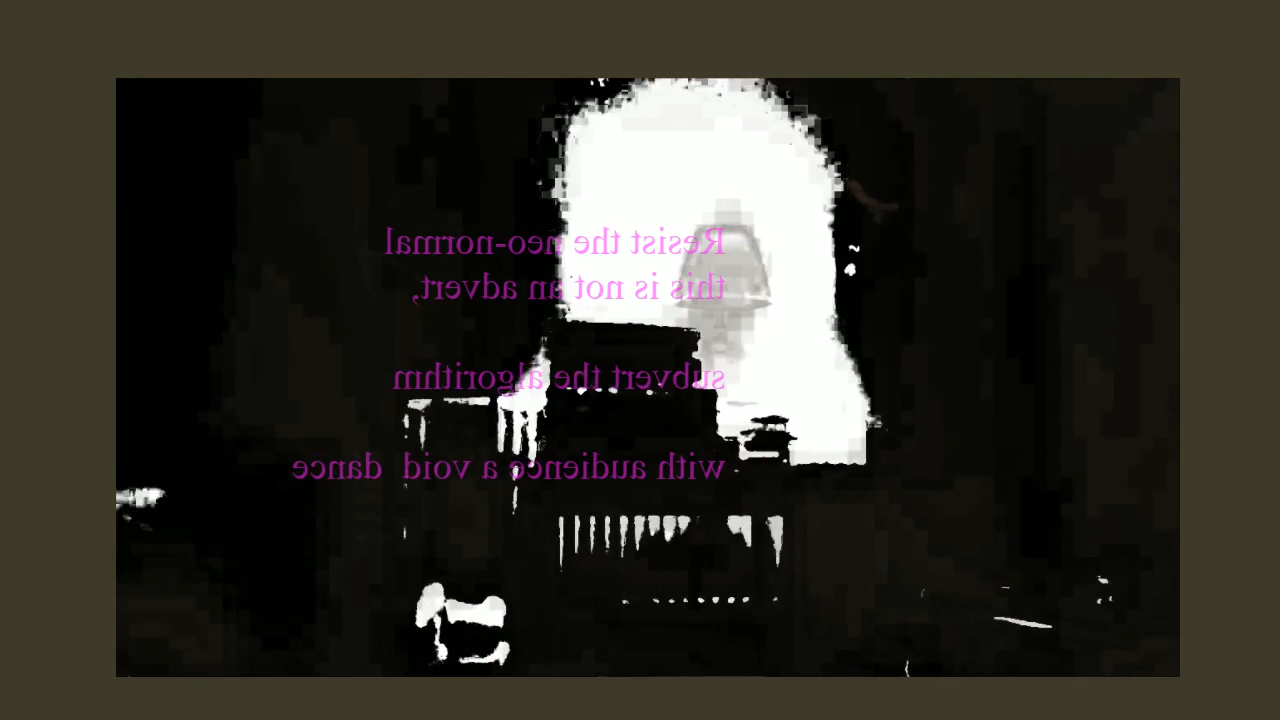 Resist the neo-normal
this is not an advert,
subvert the algorithm
with audience a void  dance